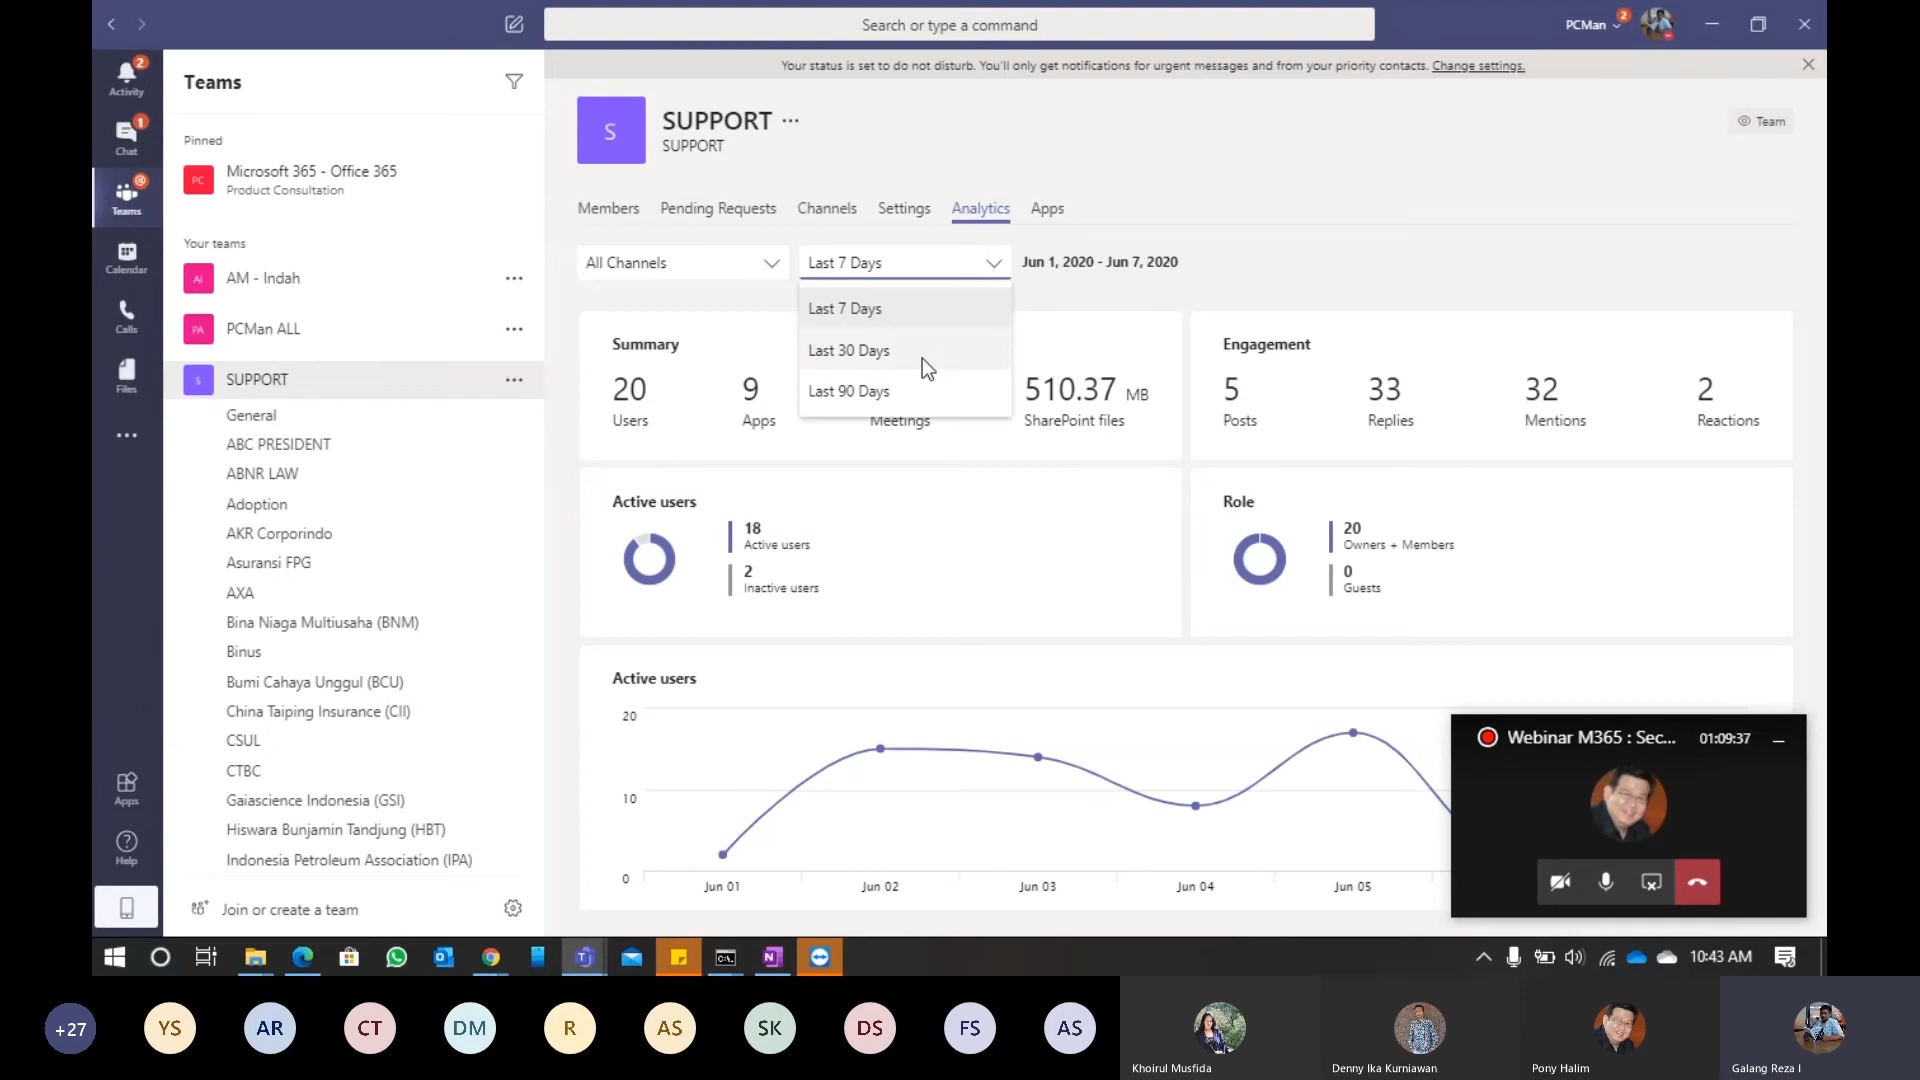 Search or type a command
PCMan
2
Your status is set to do not disturb. You'll only get notifications for urgent messages and from your priority contacts. Change settings.
2
Activity
1
Chat
Teams
Calendar
Calls
Files
Apps
Help
Teams
Pinned
PC
Microsoft 365 - Office 365
Product Consultation
Your teams
AI
AM - Indah
PA
PCMan ALL
S
SUPPORT
General
ABC PRESIDENT
ABNR LAW
Adoption
AKR Corporindo
Asuransi FPG
AXA
Bina Niaga Multiusaha (BNM)
Binus
Bumi Cahaya Unggul (BCU)
China Taiping Insurance (CII)
CSUL
CTBC
Gaiascience Indonesia (GSI)
Hiswara Bunjamin Tandjung (HBT)
Indonesia Petroleum Association (IPA)
Join or create a team
S
SUPPORT ...
SUPPORT
Team
Members Pending Requests Channels Settings Analytics Apps
All Channels
Last 7 Days
Jun 1, 2020 - Jun 7, 2020
Last 7 Days
Last 30 Days
Last 90 Days
Summary
20
Users
9
Apps
Meetings
510.37 MB
SharePoint files
Engagement
5
Posts
33
Replies
32
Mentions
2
Reactions
Active users
18
Active users
2
Inactive users
Role
20
Owners + Members
0
Guests
Active users
20
10
0
Jun 01 Jun 02 Jun 03 Jun 04 Jun 05
Webinar M365 : Sec... 01:09:37
10:43 AM
+27 YS AR CT DM R AS SK DS FS AS
Khoirul Musfida
Denny Ika Kurniawan
Pony Halim
Galang Reza I